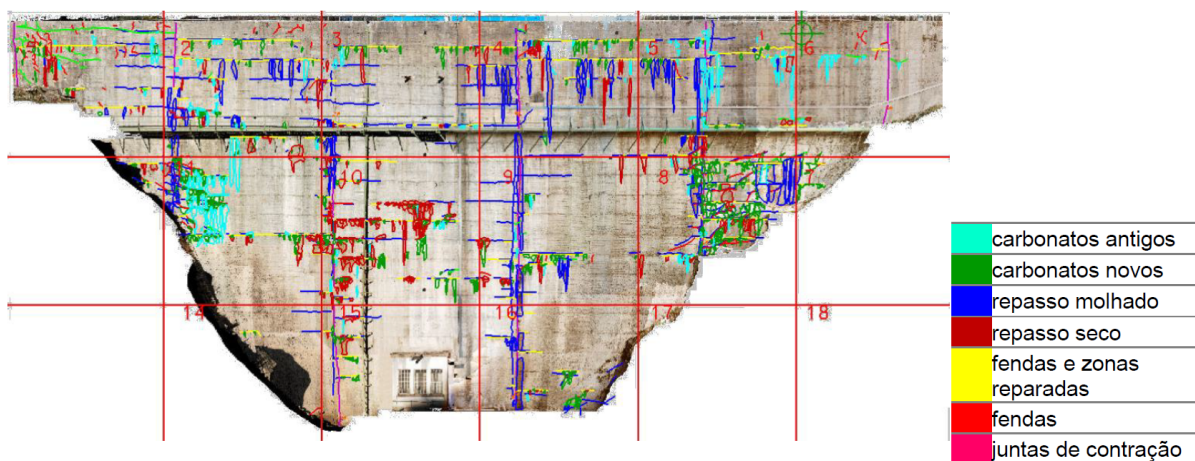 2 3 4 5 6
10 9 8
14 15 16 17 18
carbonatos antigos
carbonatos novos
repasso molhado
repasso seco
fendas e zonas
reparadas
fendas
juntas de contração